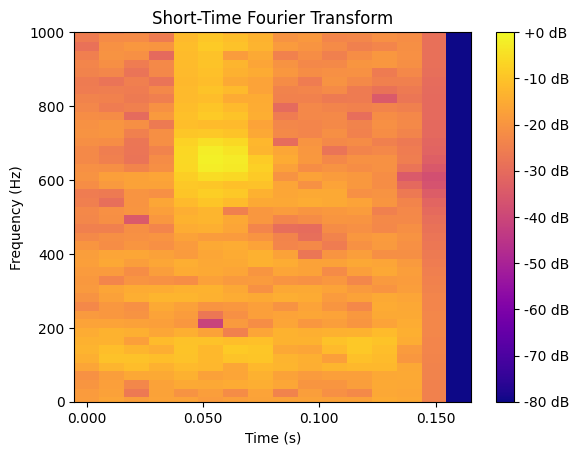 Short-Time Fourier Transform
1000
800
600
400
200
0
Frequency (Hz)
0.000
0.050
0.100
0.150
Time (s)
+0 dB
-10 dB
-20 dB
-30 dB
-40 dB
-50 dB
-60 dB
-70 dB
-80 dB